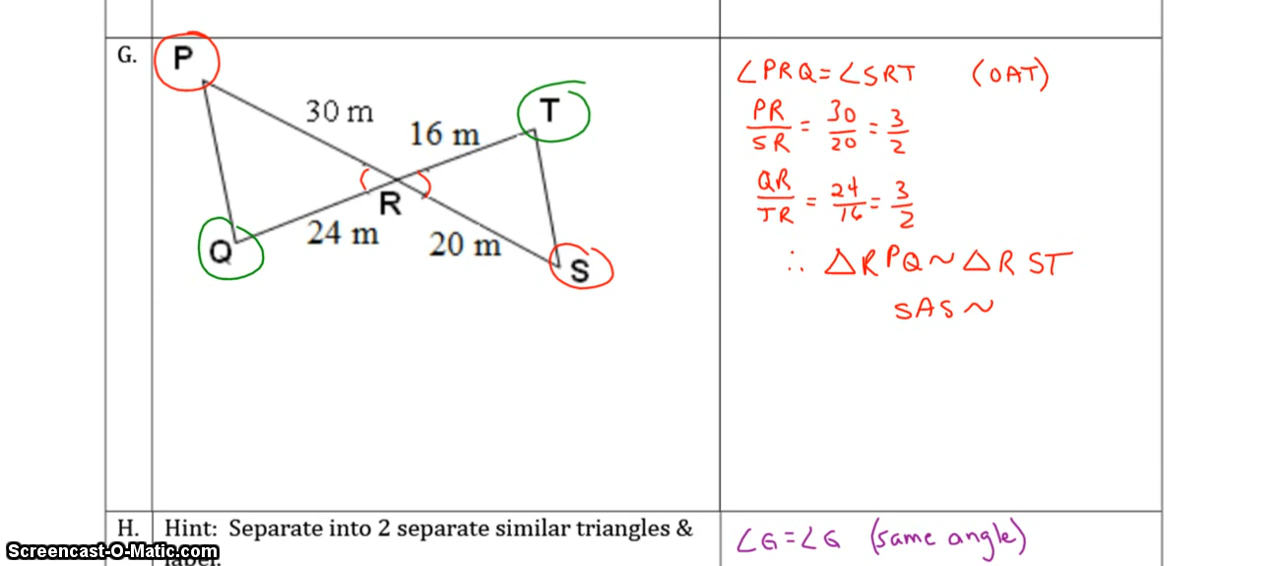 G.
P
30 m
T
16 m
R
Q
24 m
20 m
S
∠PRQ = ∠SRT (OAT)
PR/SR = 30/20 = 3/2
QR/TR = 24/16 = 3/2
∴ △RPQ ~ △RST
SAS ~
H. Hint: Separate into 2 separate similar triangles &
∠G = ∠G (same angle)
Screencast-O-Matic.com
label.